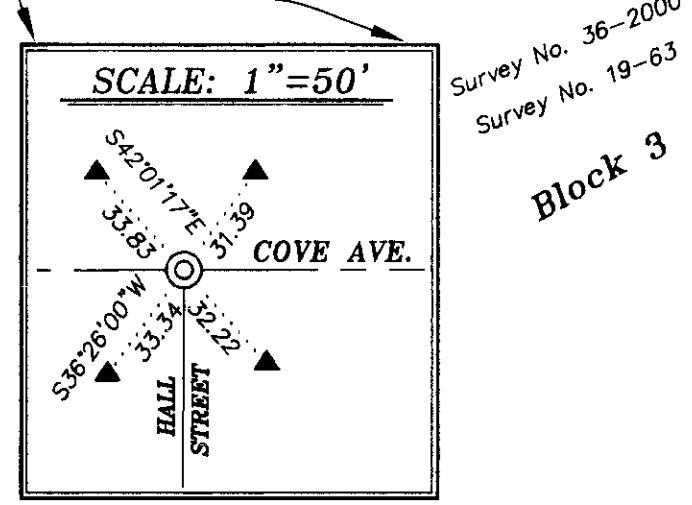 Survey No. 36-2000
Survey No. 19-63
Block 3
SCALE: 1"=50'
S42°01'17"E
33.83
31.39
COVE AVE.
S36°26'00"W
33.34
32.22
HALL
STREET